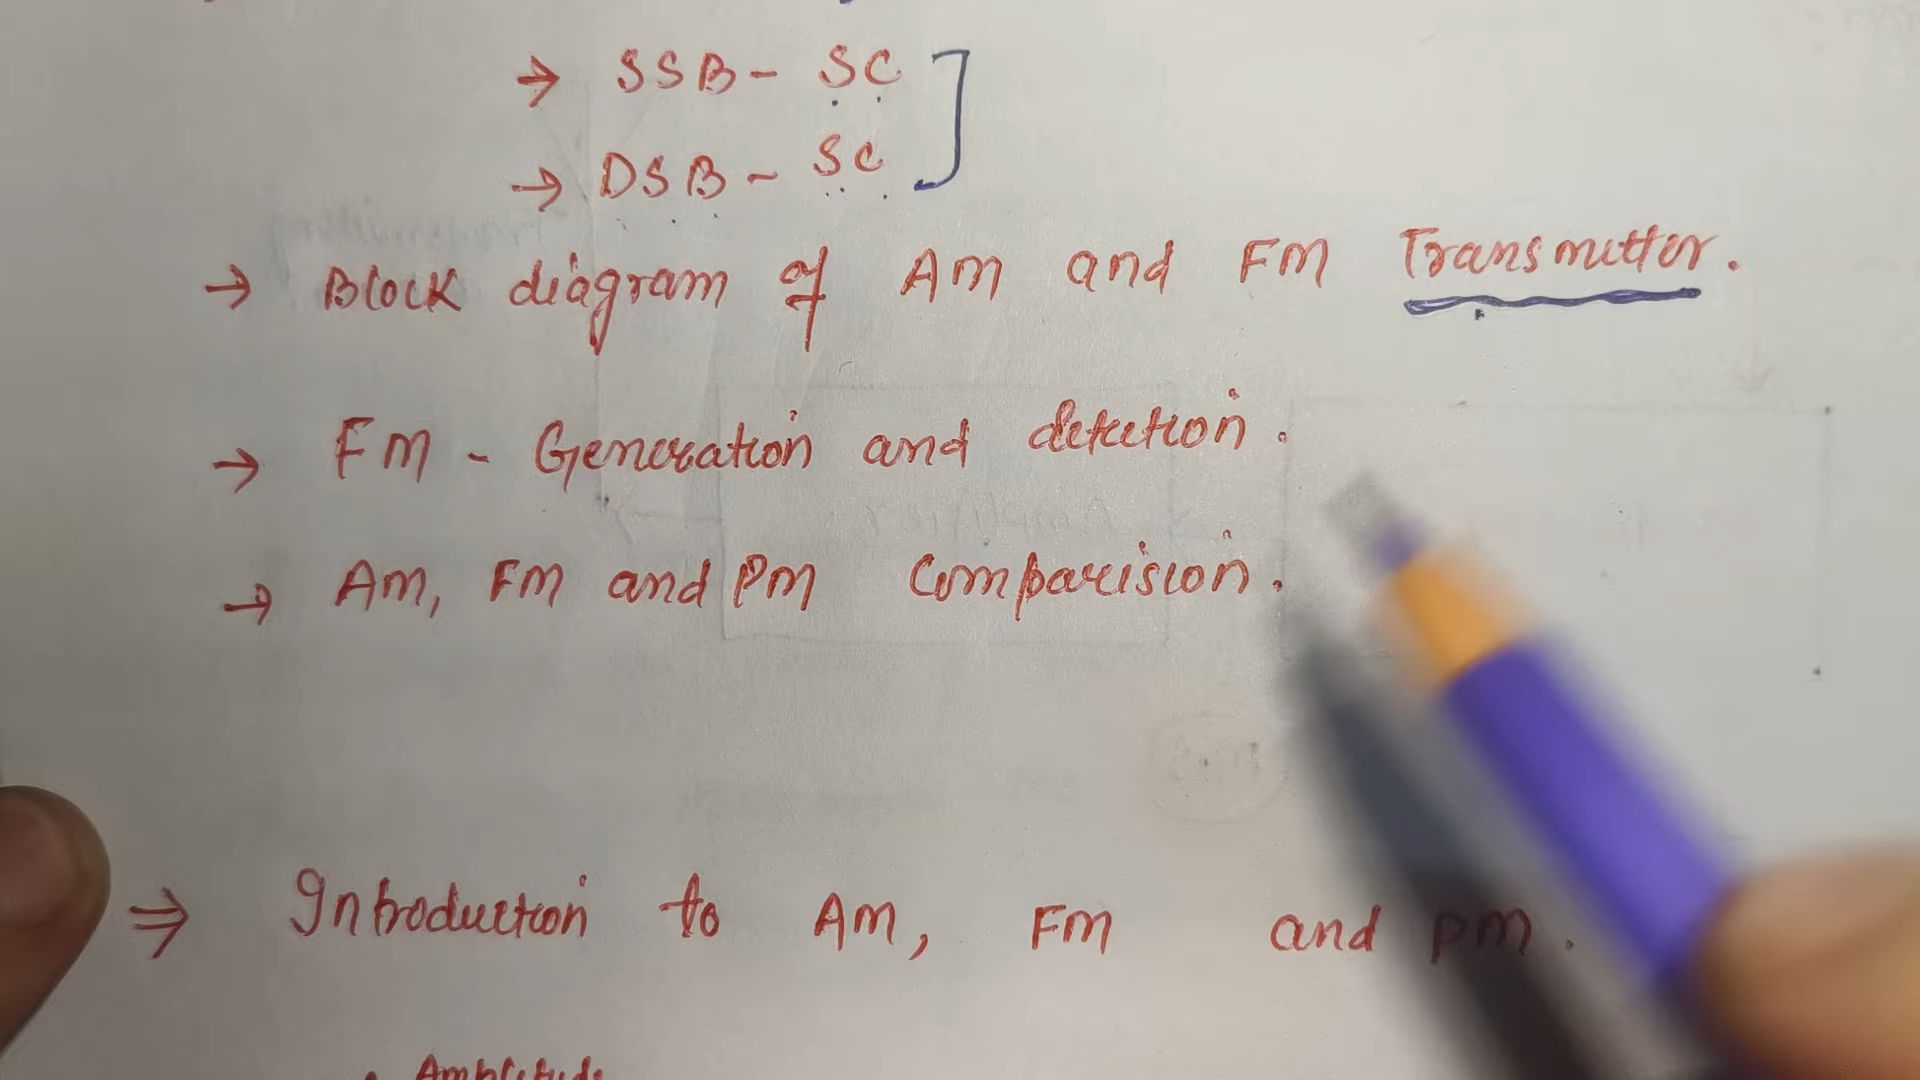 → SSB - SC
→ DSB - SC
→ Block diagram of AM and FM Transmitter.
→ FM - Generation and detection.
→ AM, FM and PM Comparision.
⇒ Introduction to AM, FM and PM.
• Amplitude